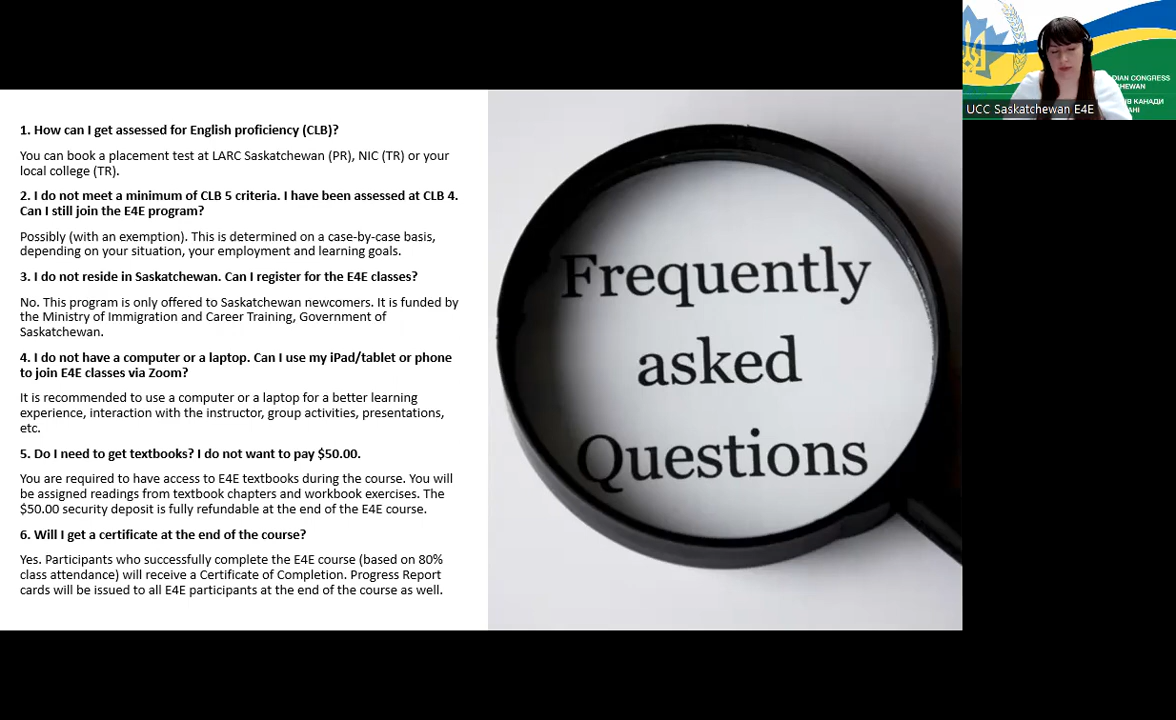 1. How can I get assessed for English proficiency (CLB)?
You can book a placement test at LARC Saskatchewan (PR), NIC (TR) or your
local college (TR).
2. I do not meet a minimum of CLB 5 criteria. I have been assessed at CLB 4.
Can I still join the E4E program?
Possibly (with an exemption). This is determined on a case-by-case basis,
depending on your situation, your employment and learning goals.
3. I do not reside in Saskatchewan. Can I register for the E4E classes?
No. This program is only offered to Saskatchewan newcomers. It is funded by
the Ministry of Immigration and Career Training, Government of
Saskatchewan.
4. I do not have a computer or a laptop. Can I use my iPad/tablet or phone
to join E4E classes via Zoom?
It is recommended to use a computer or a laptop for a better learning
experience, interaction with the instructor, group activities, presentations,
etc.
5. Do I need to get textbooks? I do not want to pay $50.00.
You are required to have access to E4E textbooks during the course. You will
be assigned readings from textbook chapters and workbook exercises. The
$50.00 security deposit is fully refundable at the end of the E4E course.
6. Will I get a certificate at the end of the course?
Yes. Participants who successfully complete the E4E course (based on 80%
class attendance) will receive a Certificate of Completion. Progress Report
cards will be issued to all E4E participants at the end of the course as well.
Frequently
asked
Questions
CONGRESS
КАНАДИ
UCC Saskatchewan E4E